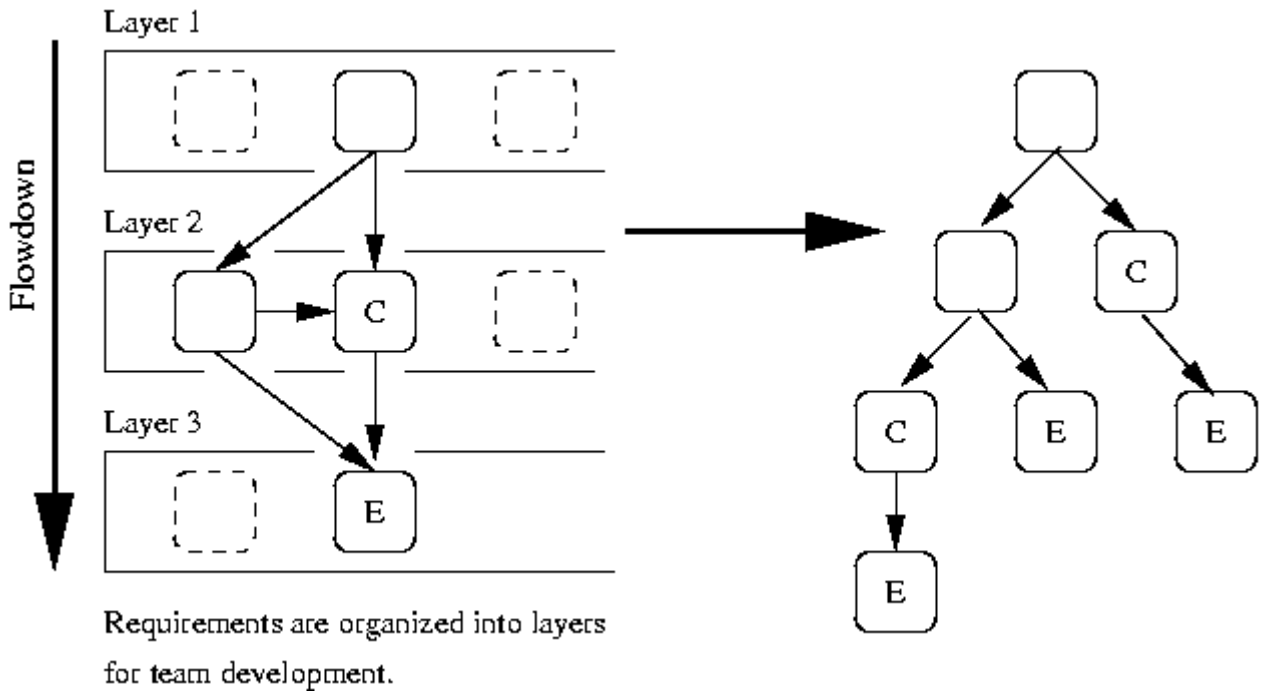 Layer 1
Flowdown
Layer 2
C
C
Layer 3
C
E
E
E
E
Requirements are organized into layers
for team development.